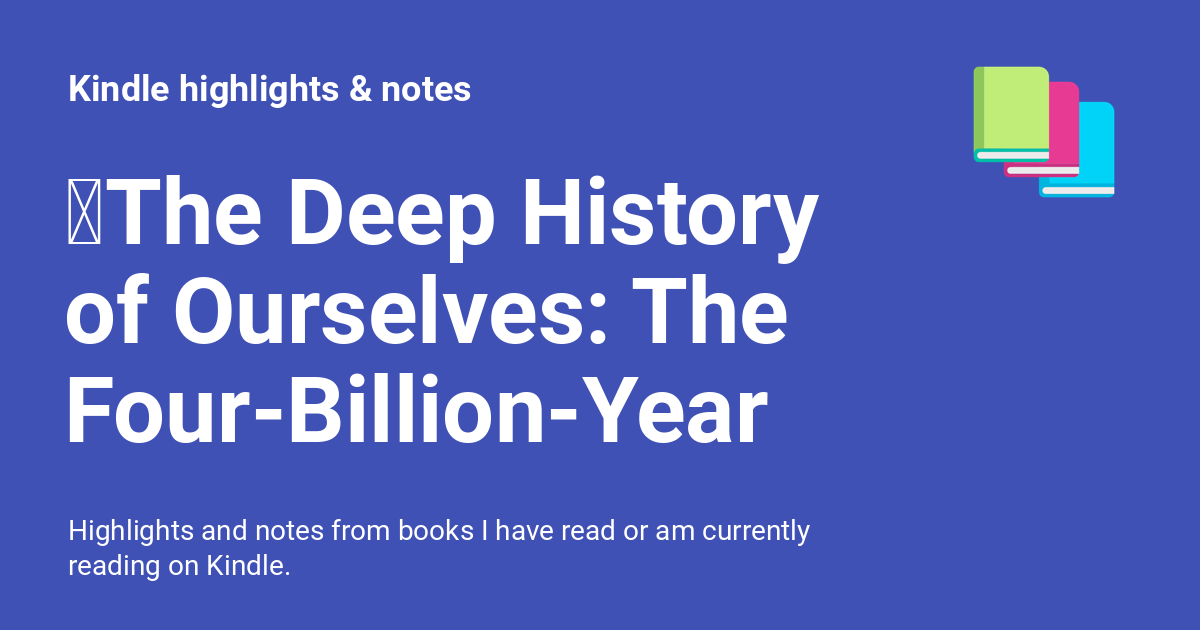 Kindle highlights & notes
The Deep History
of Ourselves: The
Four-Billion-Year
Highlights and notes from books I have read or am currently
reading on Kindle.